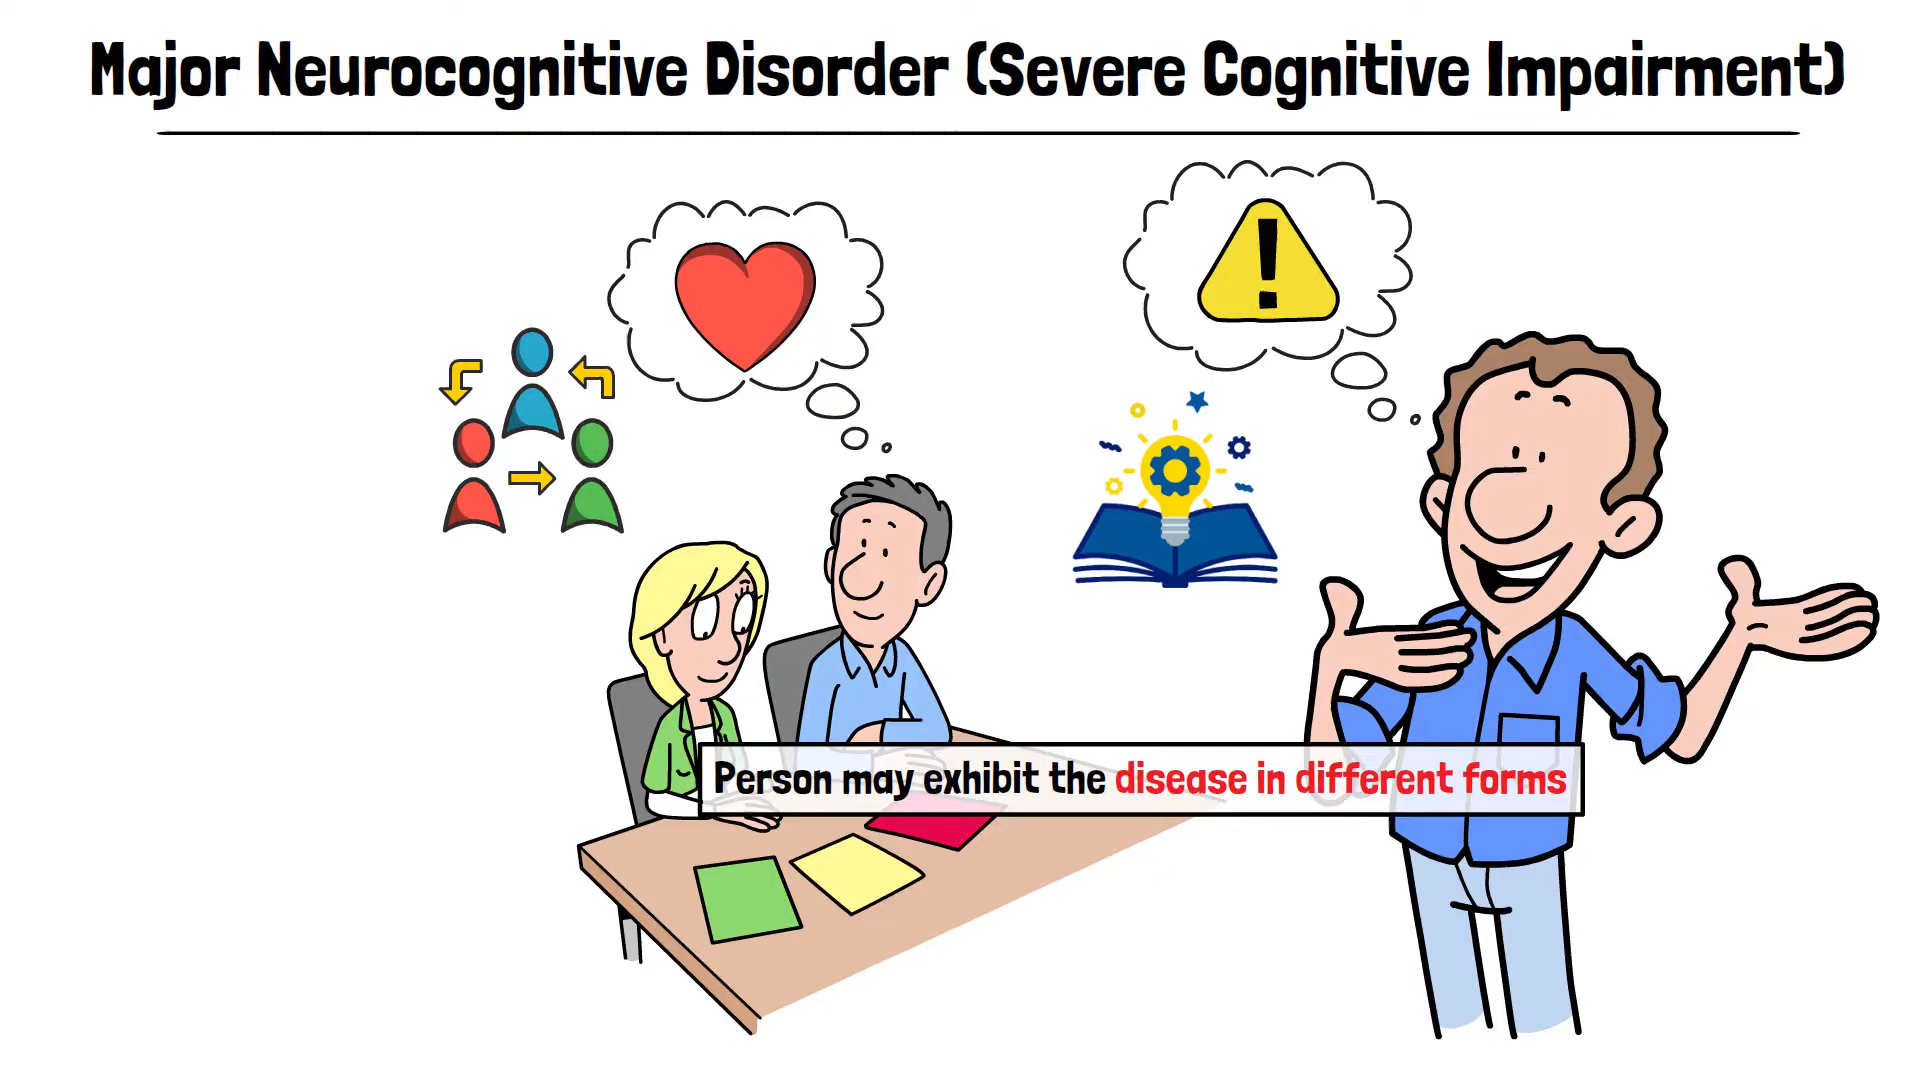 Major Neurocognitive Disorder (Severe Cognitive Impairment)
Person may exhibit the disease in different forms